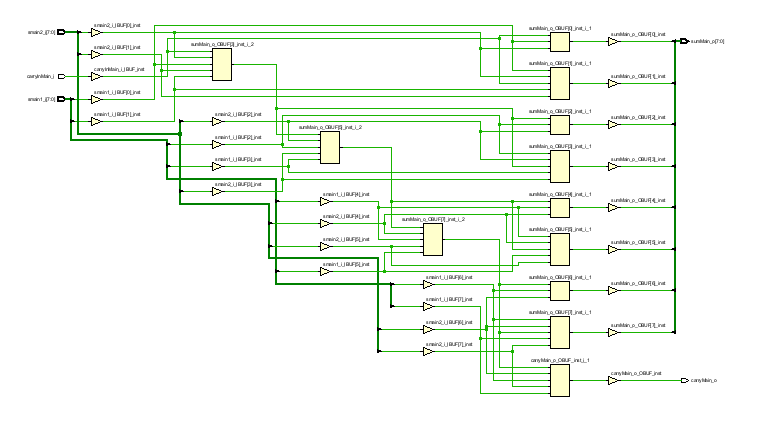 smain2_i_IBUF[0]_inst
sumMain_o_OBUF[0]_inst_i_1
smain2_i[7:0]
sumMain_o_OBUF[0]_inst
sumMain_o[7:0]
sumMain_o_OBUF[3]_inst_i_2
smain2_i_IBUF[1]_inst
sumMain_o_OBUF[1]_inst_i_1
carryInMain_i_IBUF_inst
carryInMain_i
sumMain_o_OBUF[1]_inst
smain1_i_IBUF[0]_inst
smain1_i[7:0]
sumMain_o_OBUF[2]_inst_i_1
smain1_i_IBUF[1]_inst
smain2_i_IBUF[2]_inst
sumMain_o_OBUF[2]_inst
sumMain_o_OBUF[5]_inst_i_2
smain1_i_IBUF[2]_inst
sumMain_o_OBUF[3]_inst_i_1
smain1_i_IBUF[3]_inst
sumMain_o_OBUF[3]_inst
smain2_i_IBUF[3]_inst
smain1_i_IBUF[4]_inst
sumMain_o_OBUF[4]_inst_i_1
sumMain_o_OBUF[4]_inst
smain2_i_IBUF[4]_inst
sumMain_o_OBUF[7]_inst_i_2
sumMain_o_OBUF[5]_inst_i_1
smain2_i_IBUF[5]_inst
sumMain_o_OBUF[5]_inst
smain1_i_IBUF[5]_inst
smain1_i_IBUF[6]_inst
sumMain_o_OBUF[6]_inst_i_1
sumMain_o_OBUF[6]_inst
smain1_i_IBUF[7]_inst
sumMain_o_OBUF[7]_inst_i_1
smain2_i_IBUF[6]_inst
sumMain_o_OBUF[7]_inst
smain2_i_IBUF[7]_inst
carryMain_o_OBUF_inst_i_1
carryMain_o_OBUF_inst
carryMain_o